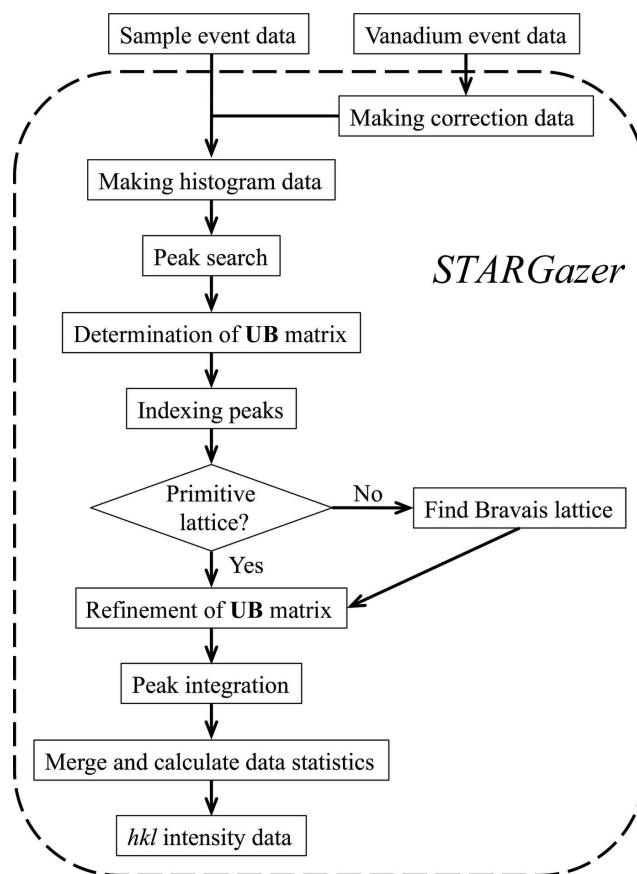 Sample event data
Vanadium event data
Making correction data
Making histogram data
Peak search
STARGazer
Determination of UB matrix
Indexing peaks
Primitive
lattice?
No
Find Bravais lattice
Yes
Refinement of UB matrix
Peak integration
Merge and calculate data statistics
hkl intensity data